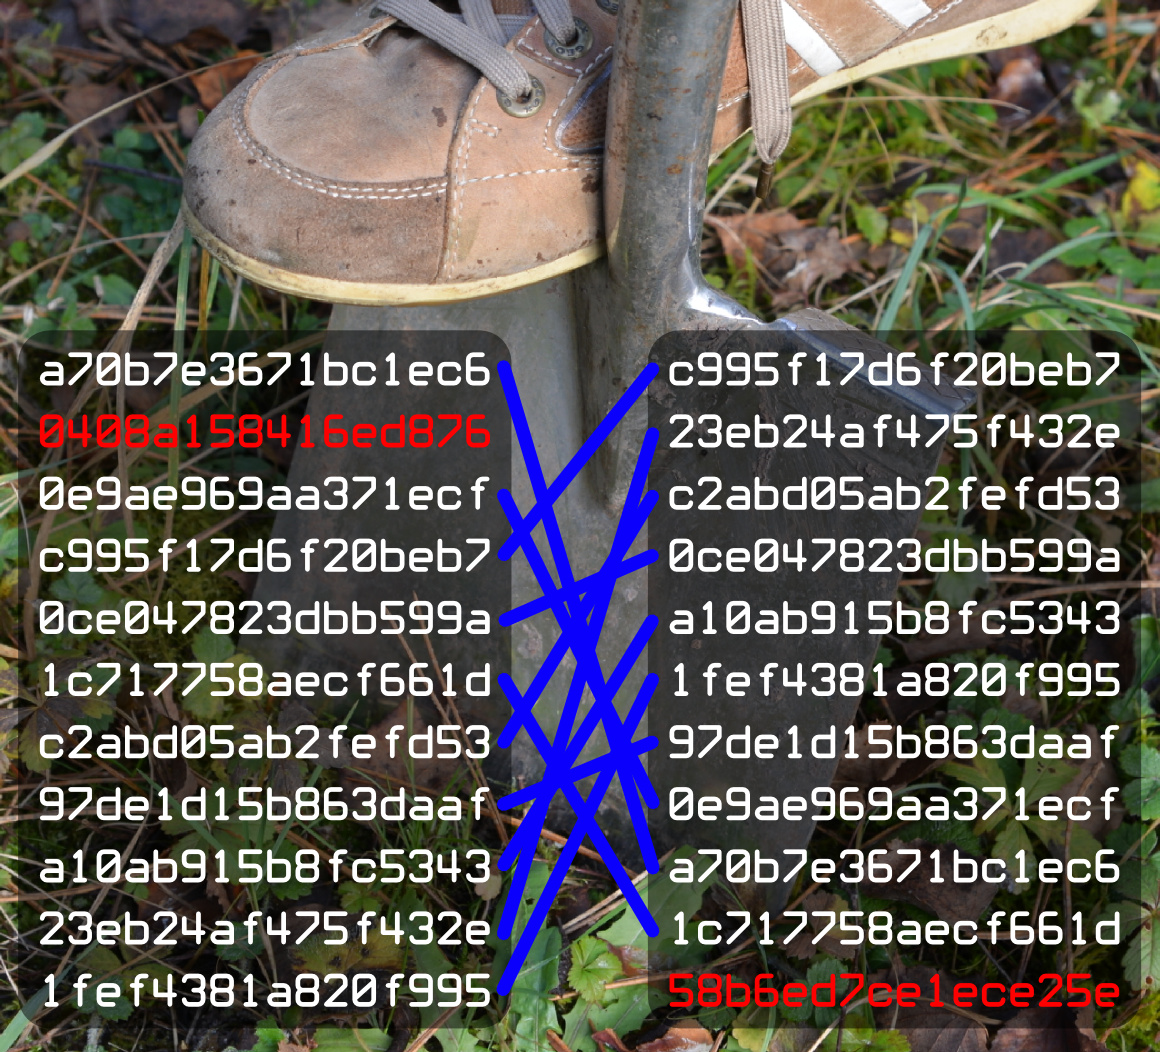 a70b7e3671bc1ec6
0408a158416ed876
0e9ae969aa371ecf
c995f17d6f20beb7
0ce047823dbb599a
1c717758aecf661d
c2abd05ab2fefd53
97de1d15b863daaf
a10ab915b8fc5343
23eb24af475f432e
1fef4381a820f995
c995f17d6f20beb7
23eb24af475f432e
c2abd05ab2fefd53
0ce047823dbb599a
a10ab915b8fc5343
1fef4381a820f995
97de1d15b863daaf
0e9ae969aa371ecf
a70b7e3671bc1ec6
1c717758aecf661d
58b6ed7ce1ece25e